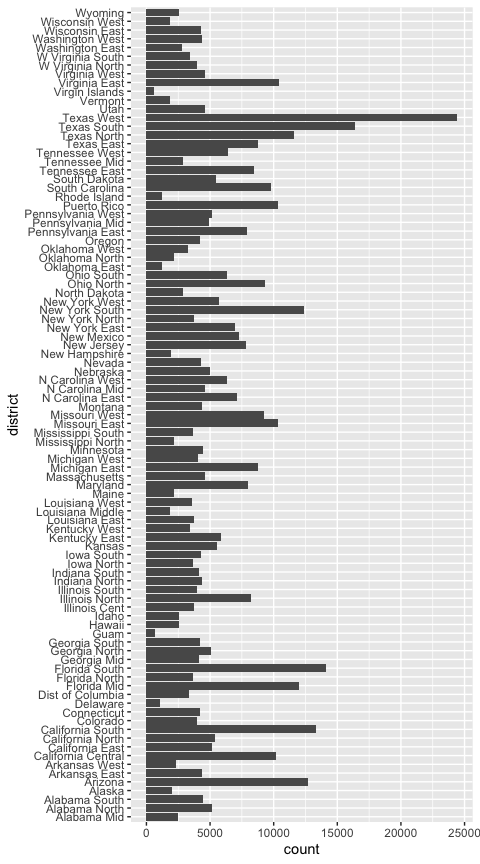 Wyoming
Wisconsin West
Wisconsin East
Washington West
Washington East
W Virginia South
W Virginia North
Virginia West
Virginia East
Virgin Islands
Vermont
Utah
Texas West
Texas South
Texas North
Texas East
Tennessee West
Tennessee Mid
Tennessee East
South Dakota
South Carolina
Rhode Island
Puerto Rico
Pennsylvania West
Pennsylvania Mid
Pennsylvania East
Oregon
Oklahoma West
Oklahoma North
Oklahoma East
Ohio South
Ohio North
North Dakota
New York West
New York South
New York North
New York East
New Mexico
New Jersey
New Hampshire
Nevada
Nebraska
N Carolina West
N Carolina Mid
N Carolina East
Montana
Missouri West
Missouri East
Mississippi South
Mississippi North
Minnesota
Michigan West
Michigan East
Massachusetts
Maryland
Maine
Louisiana West
Louisiana Middle
Louisiana East
Kentucky West
Kentucky East
Kansas
Iowa South
Iowa North
Indiana South
Indiana North
Illinois South
Illinois North
Illinois Cent
Idaho
Hawaii
Guam
Georgia South
Georgia North
Georgia Mid
Florida South
Florida North
Florida Mid
Dist of Columbia
Delaware
Connecticut
Colorado
California South
California North
California East
California Central
Arkansas West
Arkansas East
Arizona
Alaska
Alabama South
Alabama North
Alabama Mid
district
0 5000 10000 15000 20000 25000
count